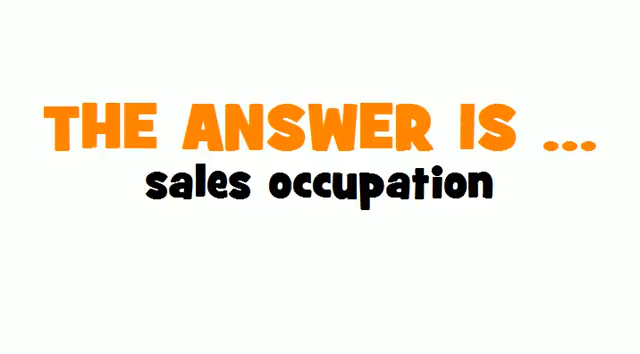 THE ANSWER IS ...
sales occupation